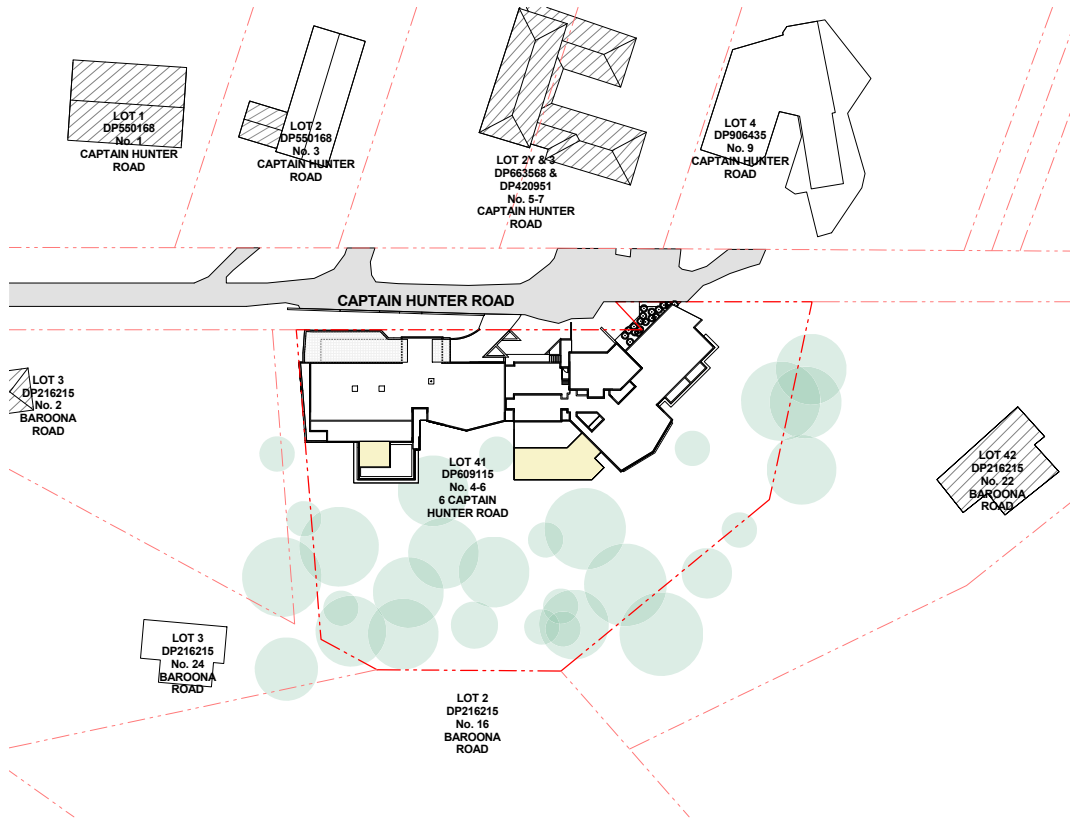 LOT 1
DP550168
No. 1
CAPTAIN HUNTER
ROAD
LOT 2
DP550168
No. 3
CAPTAIN HUNTER
ROAD
LOT 2Y & 3
DP663568 &
DP420951
No. 5-7
CAPTAIN HUNTER
ROAD
LOT 4
DP906435
No. 9
CAPTAIN HUNTER
ROAD
CAPTAIN HUNTER ROAD
LOT 3
DP216215
No. 2
BAROONA
ROAD
LOT 41
DP609115
No. 4-6
6 CAPTAIN
HUNTER ROAD
LOT 42
DP216215
No. 22
BAROONA
ROAD
LOT 3
DP216215
No. 24
BAROONA
ROAD
LOT 2
DP216215
No. 16
BAROONA
ROAD